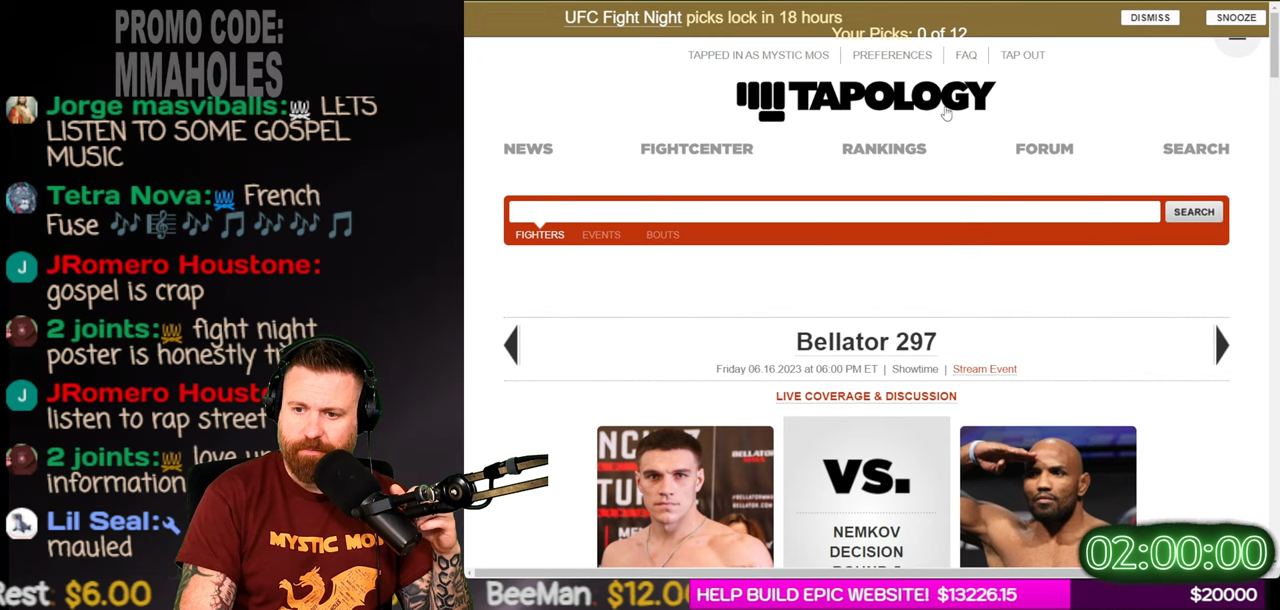 PROMO CODE:
MMAHOLES
Jorge masviballs: LETS
LISTEN TO SOME GOSPEL
MUSIC
Tetra Nova: French
Fuse
J
JRomero Houstone:
gospel is crap
2 joints: fight night
poster is honestly
J
JRomero
listen to rap street
2 joints: love
information
Lil Seal:
mauled
MYSTIC MOS
UFC Fight Night picks lock in 18 hours
Your Picks: 0 of 12
DISMISS
SNOOZE
TAPPED IN AS MYSTIC MOS
PREFERENCES
FAQ
TAP OUT
TAPOLOGY
NEWS
FIGHTCENTER
RANKINGS
FORUM
SEARCH
SEARCH
FIGHTERS
EVENTS
BOUTS
Bellator 297
Friday 06.16.2023 at 06:00 PM ET | Showtime | Stream Event
LIVE COVERAGE & DISCUSSION
VS.
NEMKOV
DECISION
02:00:00
Rest. $6.00
BeeMan. $12.0
HELP BUILD EPIC WEBSITE! $13226.15
$20000